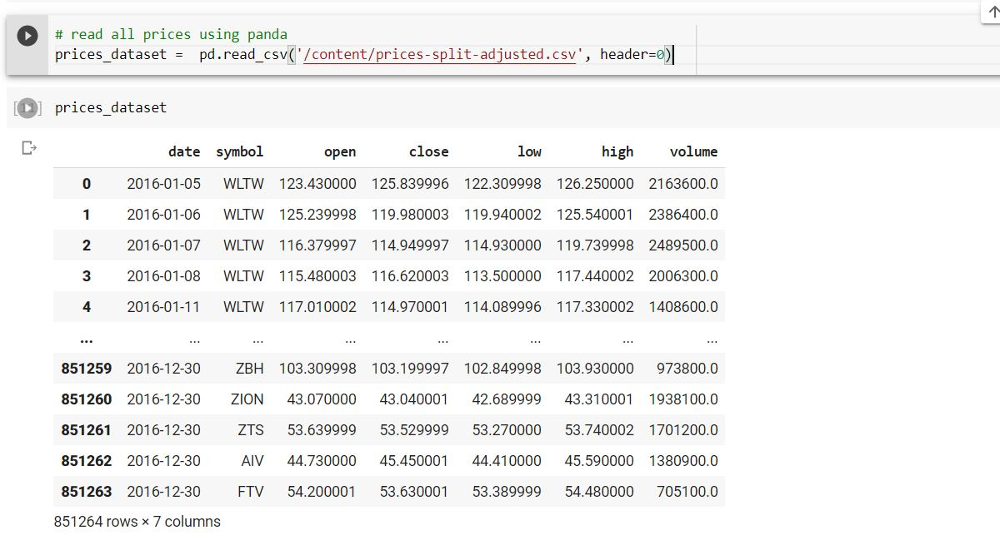 # read all prices using panda
prices_dataset =  pd.read_csv('/content/prices-split-adjusted.csv', header=0)
[11] prices_dataset
date symbol open close low high volume
0 2016-01-05 WLTW 123.430000 125.839996 122.309998 126.250000 2163600.0
1 2016-01-06 WLTW 125.239998 119.980003 119.940002 125.540001 2386400.0
2 2016-01-07 WLTW 116.379997 114.949997 114.930000 119.739998 2489500.0
3 2016-01-08 WLTW 115.480003 116.620003 113.500000 117.440002 2006300.0
4 2016-01-11 WLTW 117.010002 114.970001 114.089996 117.330002 1408600.0
... ... ... ... ... ... ... ...
851259 2016-12-30 ZBH 103.309998 103.199997 102.849998 103.930000 973800.0
851260 2016-12-30 ZION 43.070000 43.040001 42.689999 43.310001 1938100.0
851261 2016-12-30 ZTS 53.639999 53.529999 53.270000 53.740002 1701200.0
851262 2016-12-30 AIV 44.730000 45.450001 44.410000 45.590000 1380900.0
851263 2016-12-30 FTV 54.200001 53.630001 53.389999 54.480000 705100.0
851264 rows × 7 columns